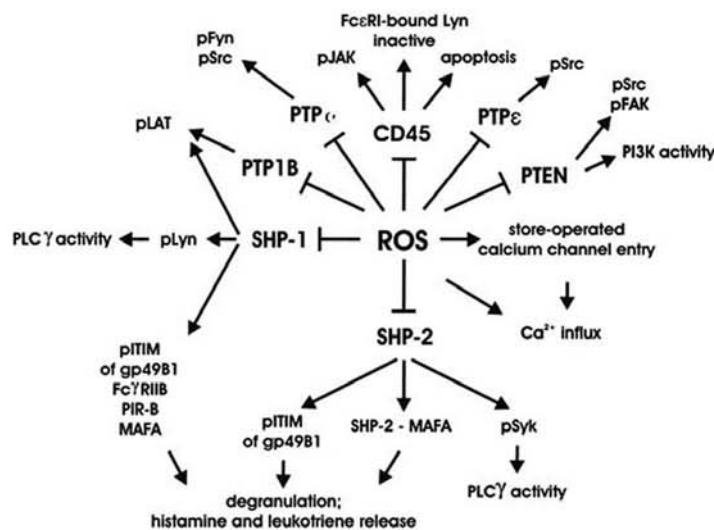 FcεRI-bound Lyn
inactive
pFyn
pSrc
pJAK
apoptosis
pSrc
pSrc
pFAK
PTPα
CD45
PTPε
pLAT
PTP1B
PTEN
PI3K activity
PLCγ activity
pLyn
SHP-1
ROS
store-operated
calcium channel entry
Ca²⁺ influx
SHP-2
pITIM
of gp49B1
FcγRIIB
PIR-B
MAFA
pITIM
of gp49B1
SHP-2 - MAFA
pSyk
PLCγ activity
degranulation;
histamine and leukotriene release